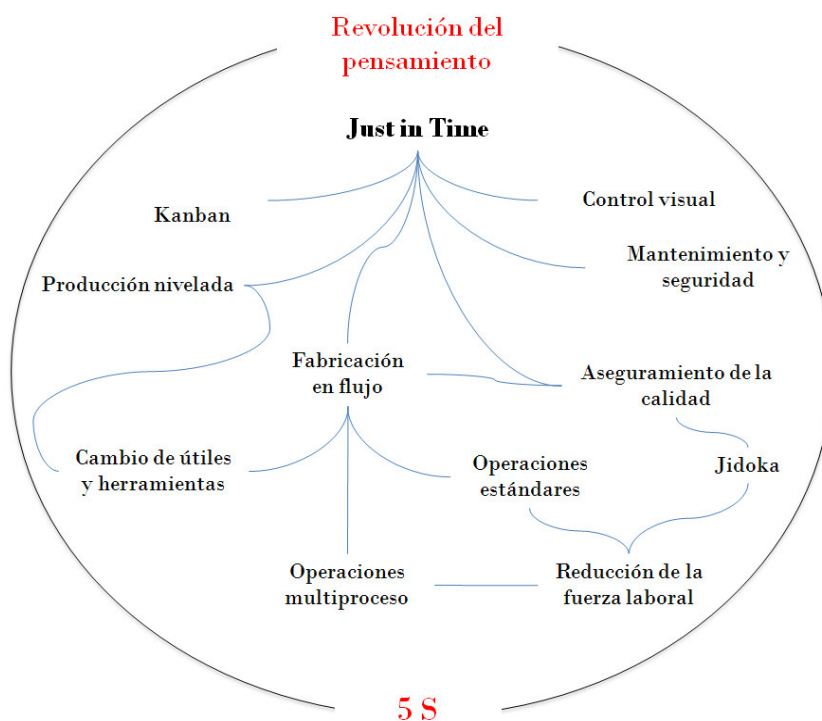 Revolución del
pensamiento
Just in Time
Kanban
Control visual
Producción nivelada
Mantenimiento y
seguridad
Fabricación
en flujo
Aseguramiento de la
calidad
Cambio de útiles
y herramientas
Operaciones
estándares
Jidoka
Operaciones
multiproceso
Reducción de la
fuerza laboral
5 S